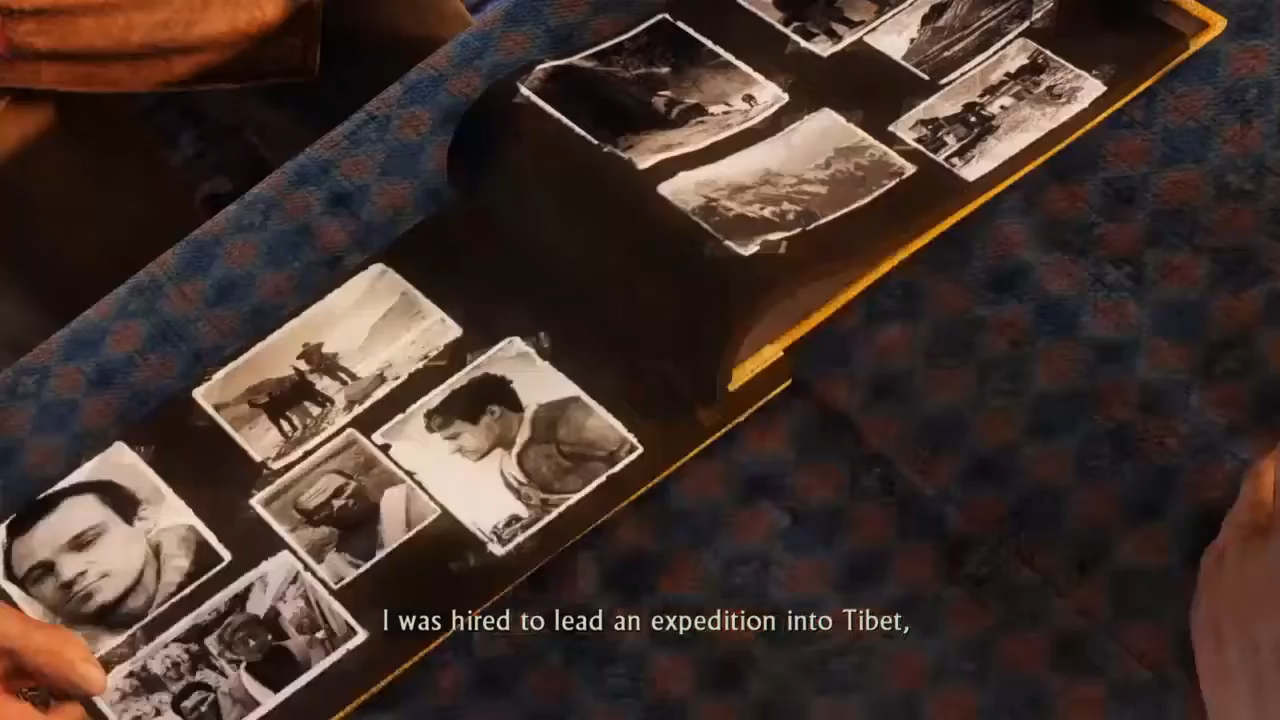 I was hired to lead an expedition into Tibet,